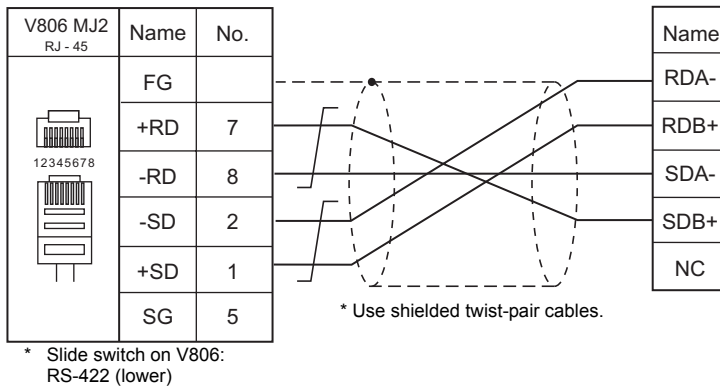 V806 MJ2 Name No.
RJ - 45
FG
+RD 7
-RD 8
-SD 2
+SD 1
SG 5
12345678
Name
RDA-
RDB+
SDA-
SDB+
NC
* Use shielded twist-pair cables.
* Slide switch on V806:
RS-422 (lower)